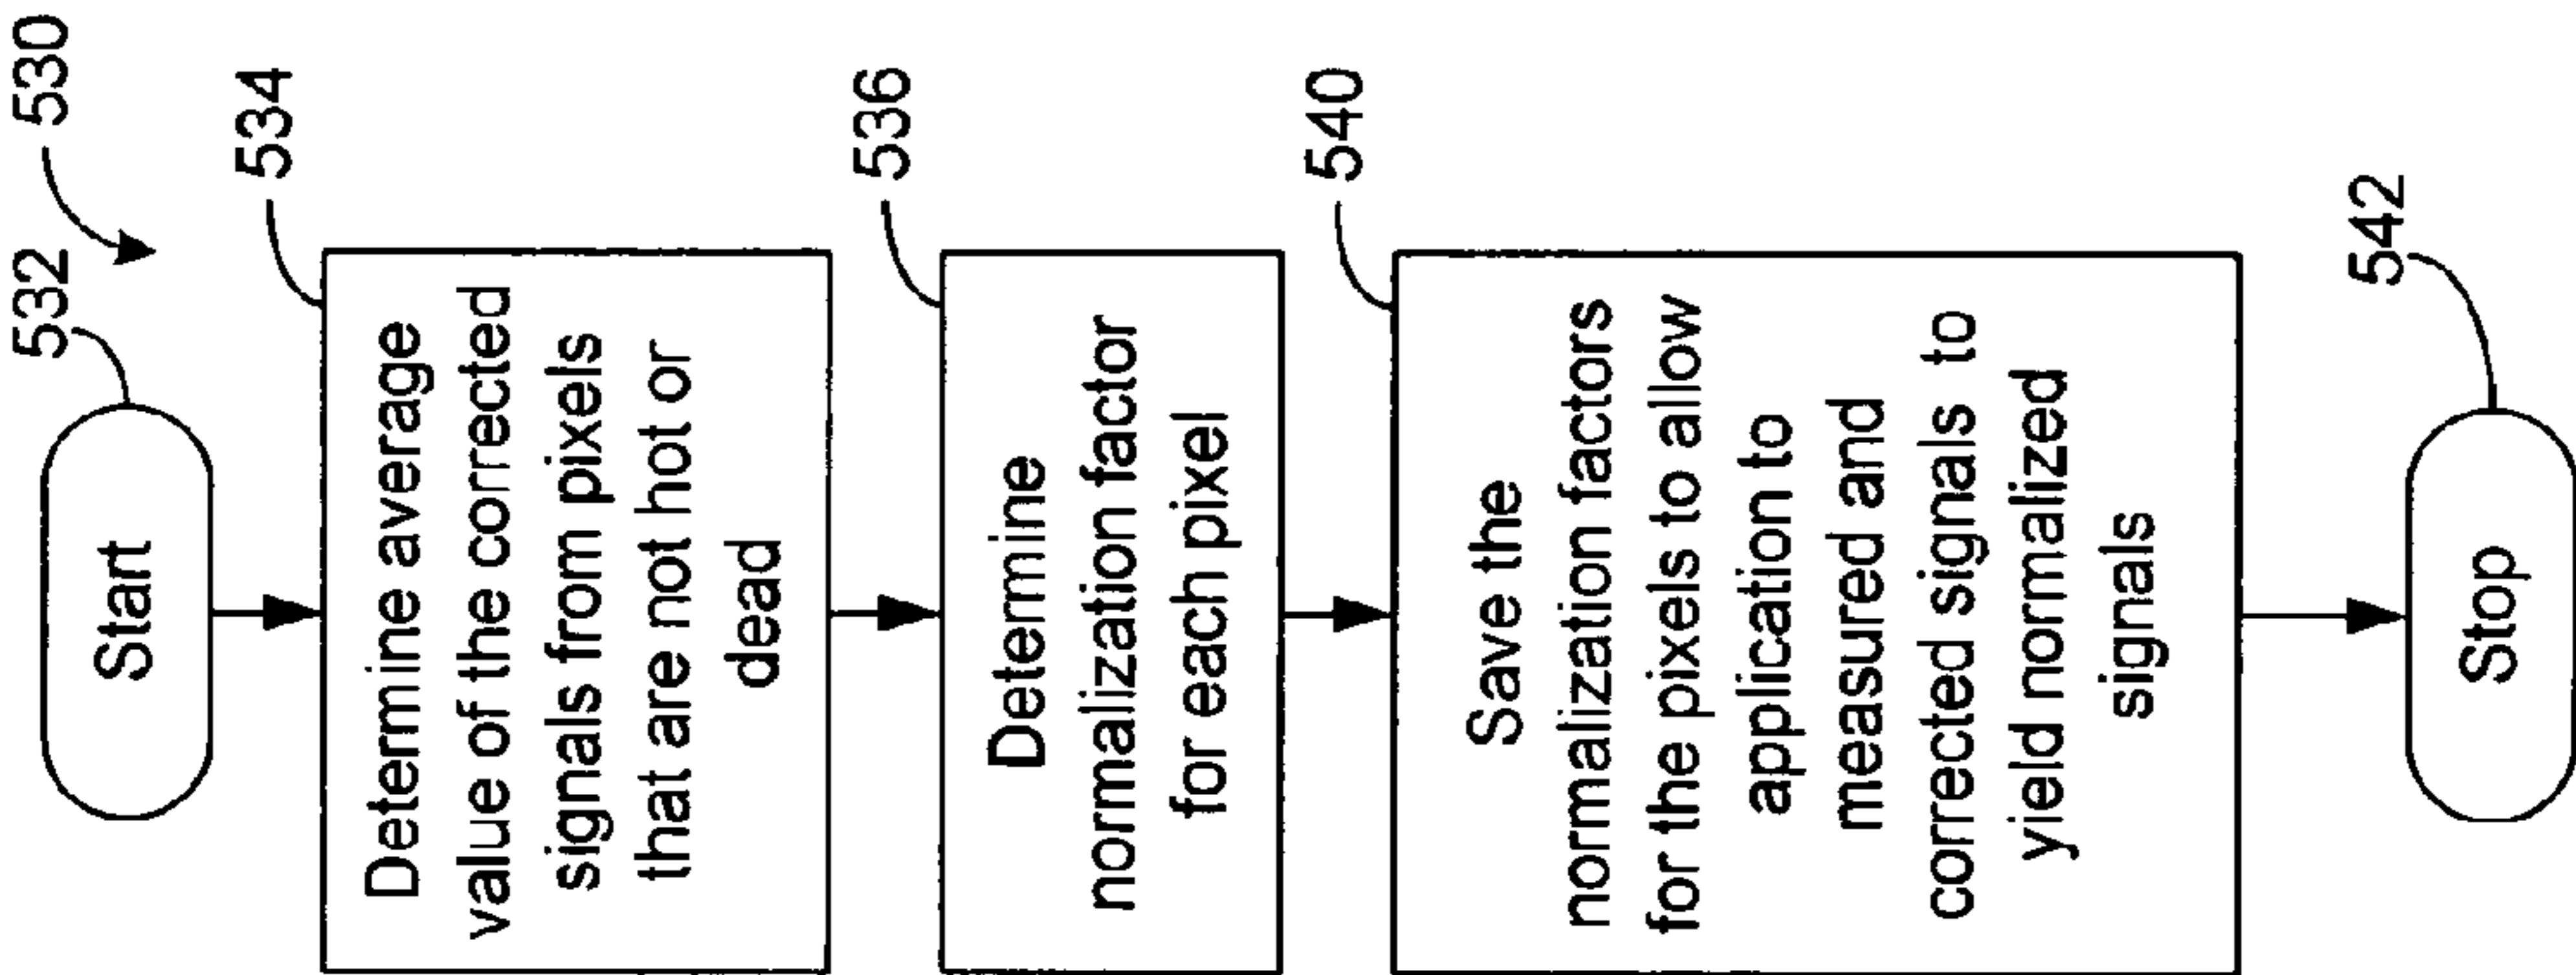 530
532
Start
534
Determine average
value of the corrected
signals from pixels
that are not hot or
dead
536
Determine
normalization factor
for each pixel
540
Save the
normalization factors
for the pixels to allow
application to
measured and
corrected signals to
yield normalized
signals
542
Stop